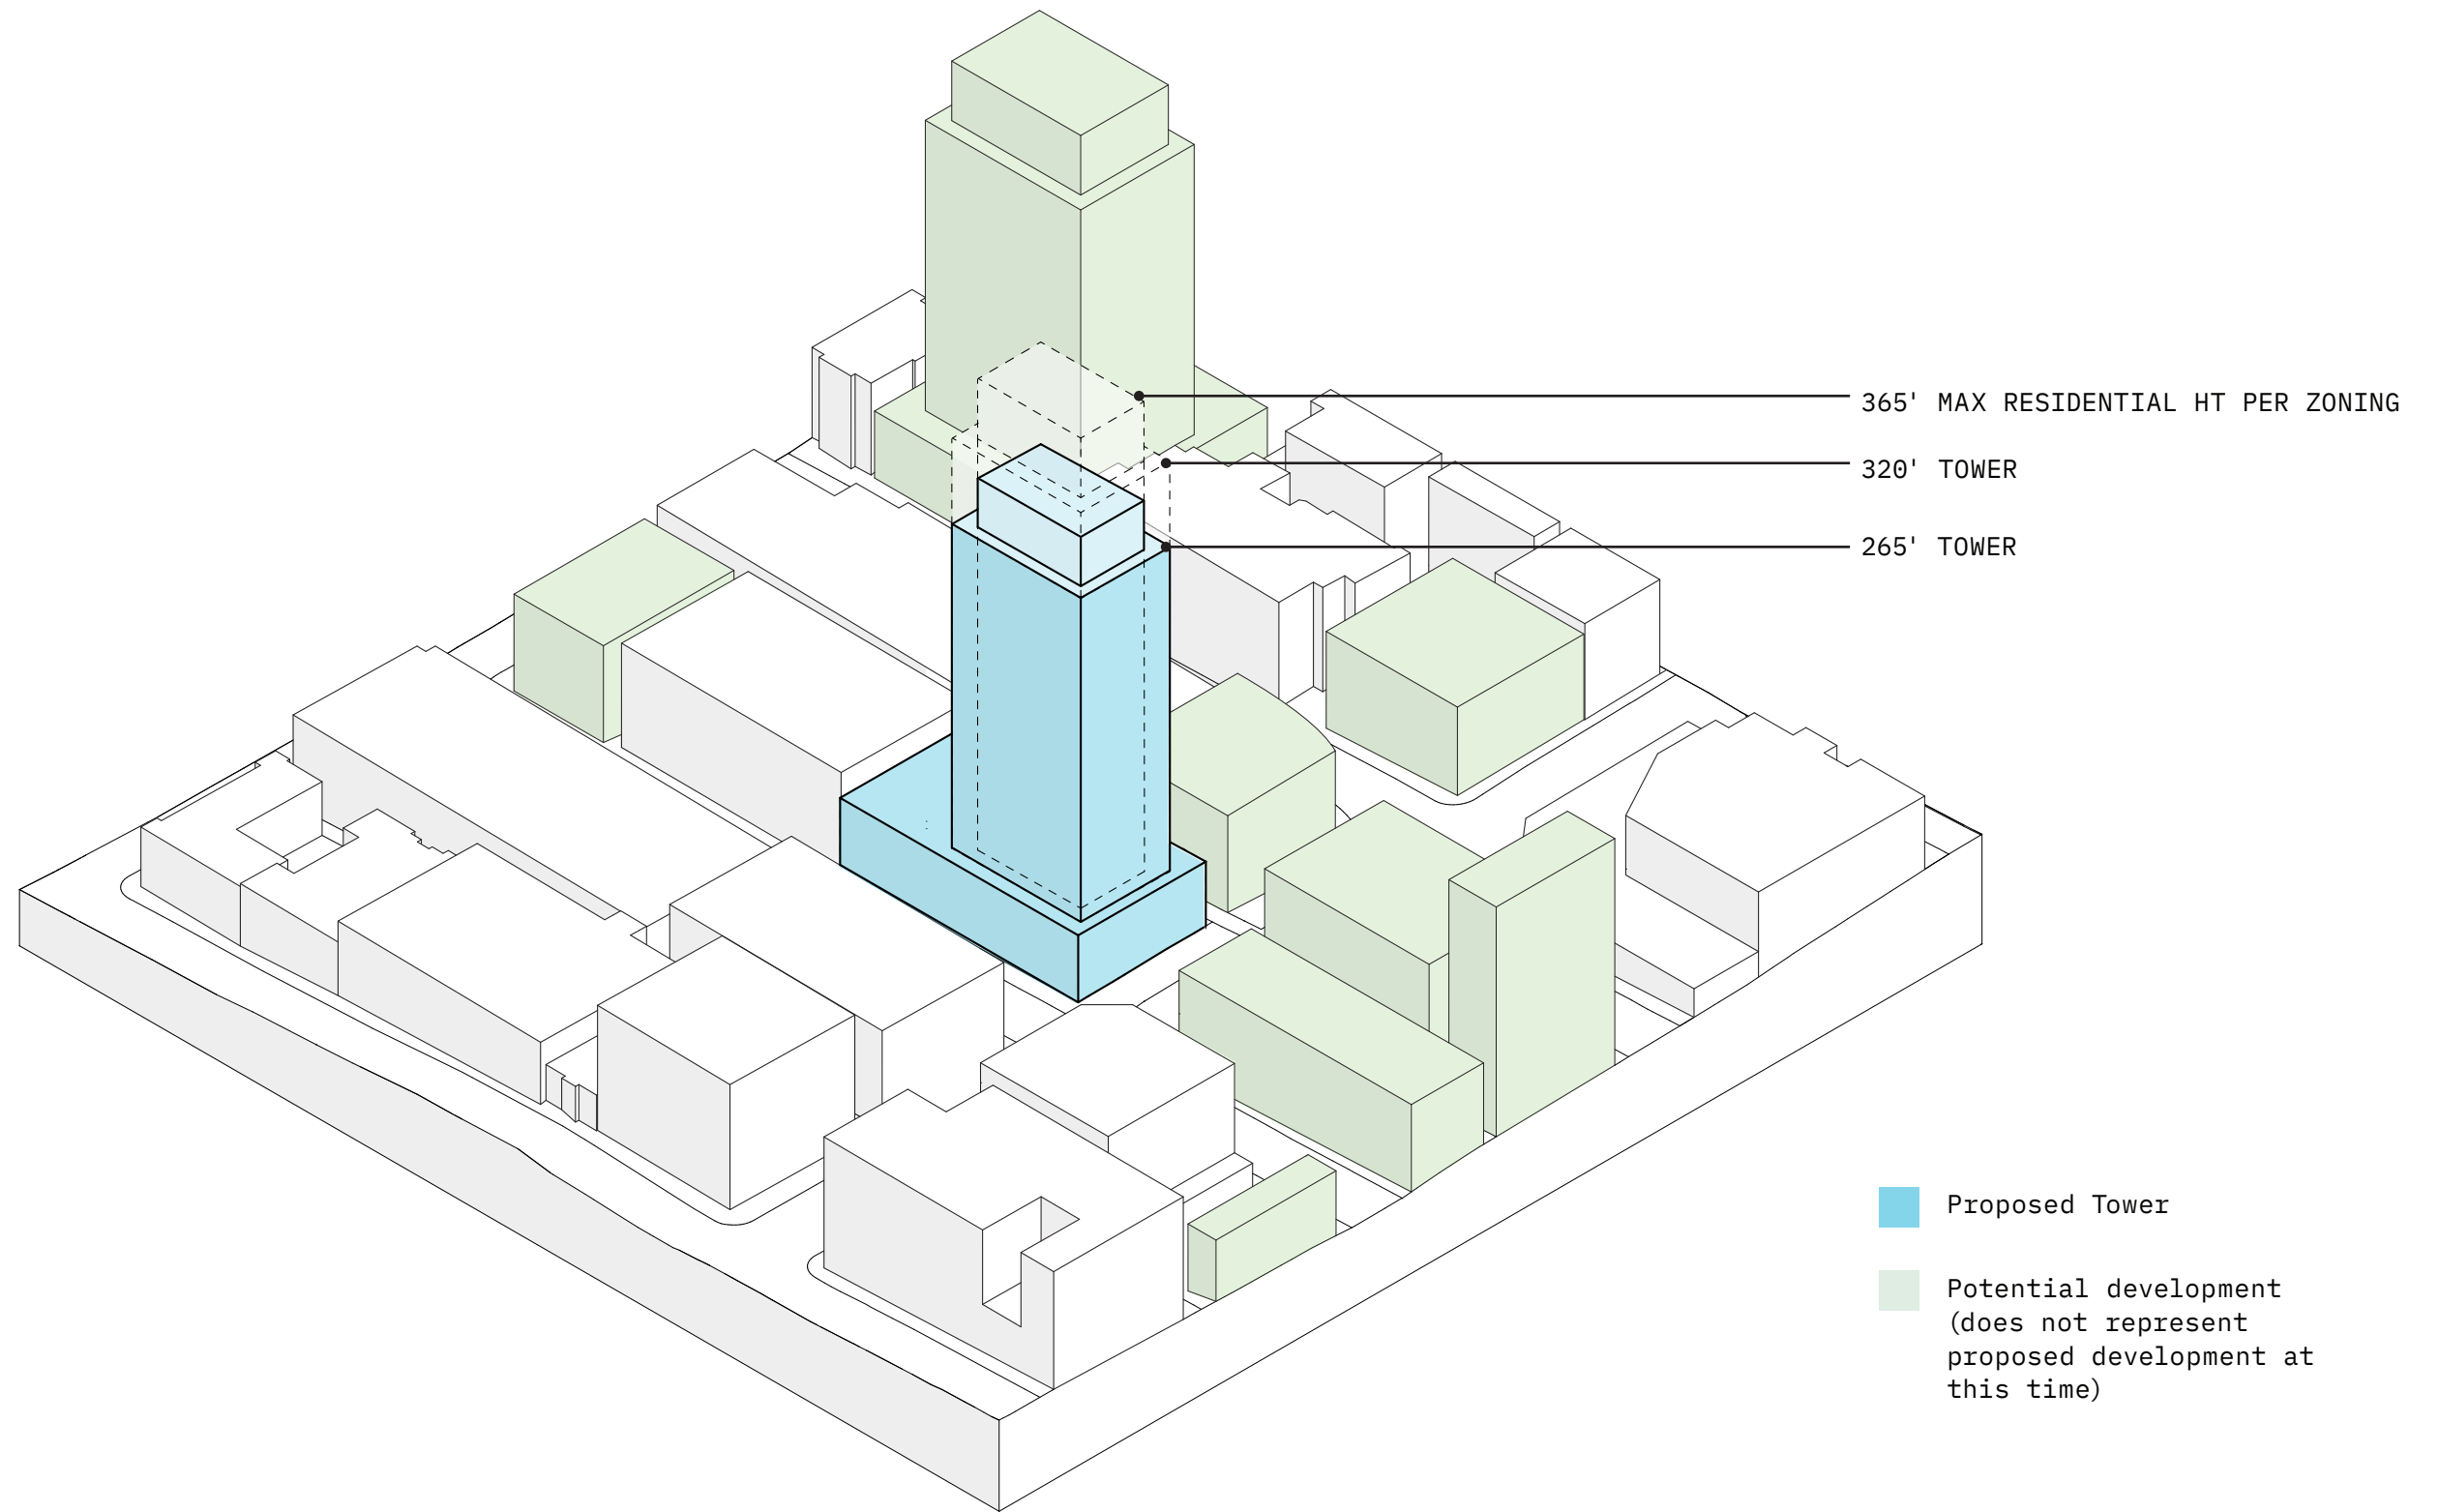 365' MAX RESIDENTIAL HT PER ZONING
320' TOWER
265' TOWER
Proposed Tower
Potential development
(does not represent
proposed development at
this time)